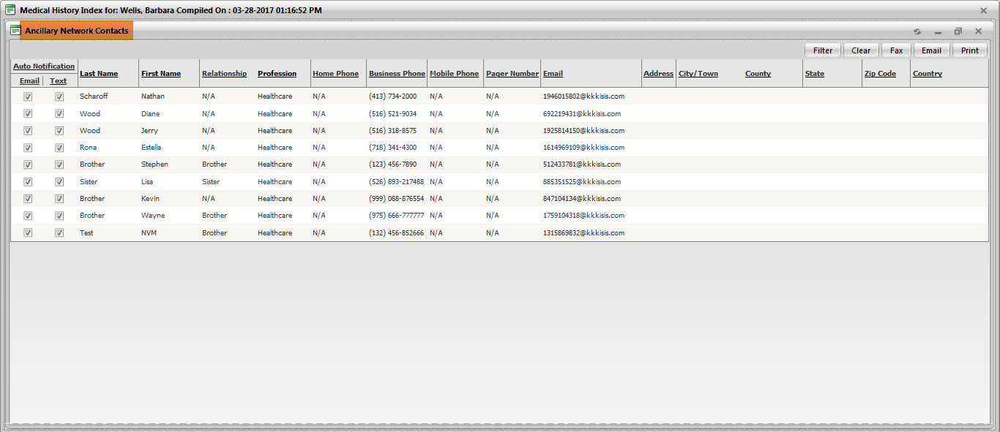 Medical History Index for: Wells, Barbara Compiled On : 03-28-2017 01:16:52 PM
Ancillary Network Contacts
Filter Clear Fax Email Print
Auto Notification
Email Text Last Name First Name Relationship Profession Home Phone Business Phone Mobile Phone Pager Number Email Address City/Town County State Zip Code Country
Scharoff Nathan N/A Healthcare N/A (413) 734-2000 N/A N/A 1946015802@kkkisis.com
Wood Diane N/A Healthcare N/A (516) 521-9034 N/A N/A 692219431@kkkisis.com
Wood Jerry N/A Healthcare N/A (516) 318-8575 N/A N/A 1925814150@kkkisis.com
Rona Estella N/A Healthcare N/A (718) 341-4300 N/A N/A 1614969109@kkkisis.com
Brother Stephen Brother Healthcare N/A (123) 456-7890 N/A N/A 512433781@kkkisis.com
Sister Lisa Sister Healthcare N/A (526) 893-217488 N/A N/A 885351525@kkkisis.com
Brother Kevin N/A Healthcare N/A (999) 088-876554 N/A N/A 847104134@kkkisis.com
Brother Wayne Brother Healthcare N/A (975) 666-777777 N/A N/A 1759104318@kkkisis.com
Test NVM Brother Healthcare N/A (132) 456-852666 N/A N/A 1315869832@kkkisis.com